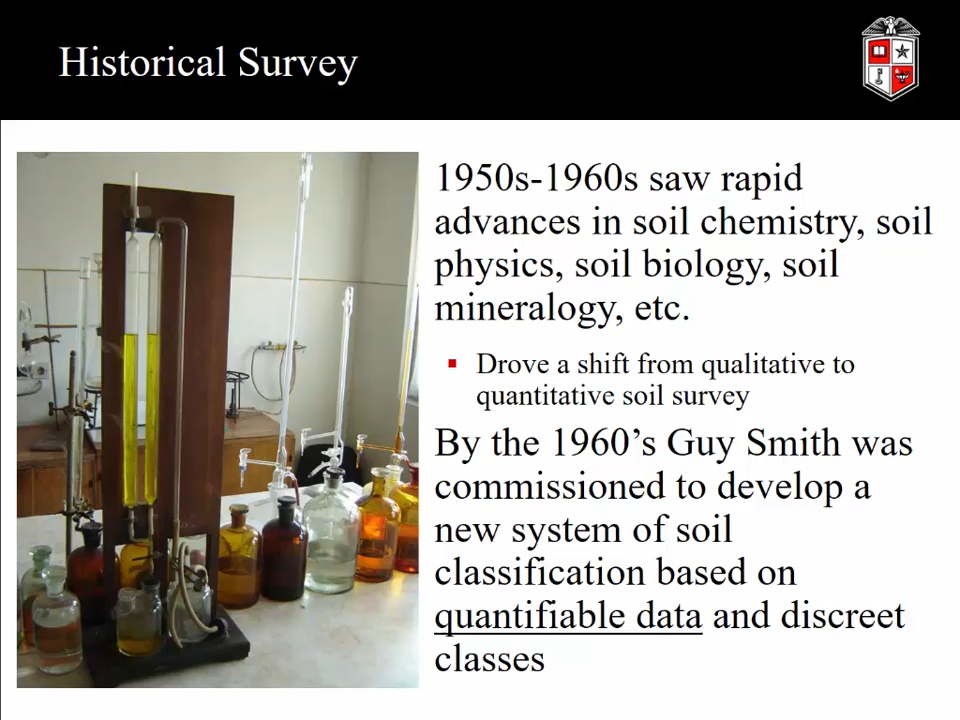 Historical Survey
1950s-1960s saw rapid
advances in soil chemistry, soil
physics, soil biology, soil
mineralogy, etc.
Drove a shift from qualitative to
quantitative soil survey
By the 1960’s Guy Smith was
commissioned to develop a
new system of soil
classification based on
quantifiable data and discreet
classes